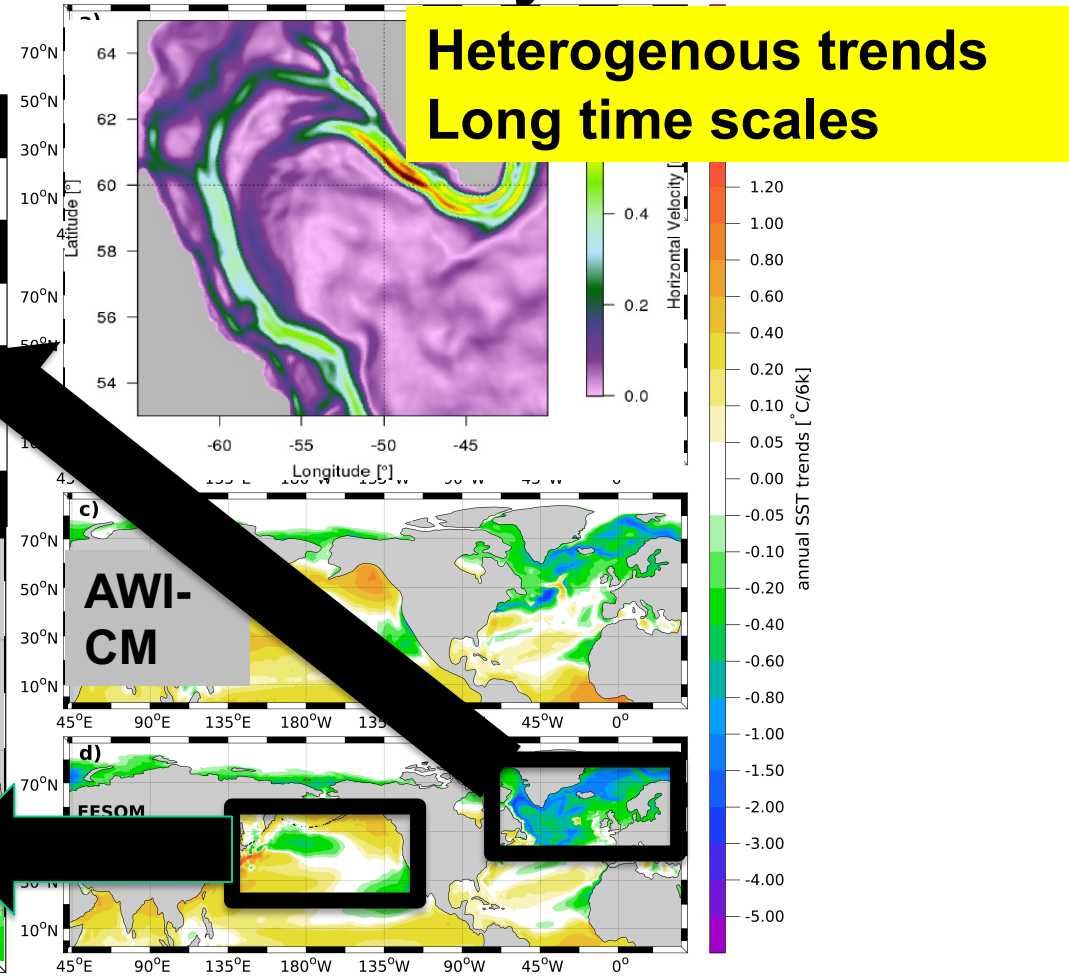 Heterogenous trends
Long time scales
70°N
50°N
30°N
10°N
70°N
64
62
60
58
56
54
Latitude [°]
-60
-55
-50
-45
Longitude [°]
0.4
0.2
0.0
Horizontal Velocity
1.20
1.00
0.80
0.60
0.40
0.20
0.10
0.05
0.00
-0.05
-0.10
-0.20
-0.40
-0.60
-0.80
-1.00
-1.50
-2.00
-3.00
-4.00
-5.00
annual SST trends [°C/6k]
c)
70°N
50°N
30°N
10°N
AWI-
CM
45°E
90°E
135°E
180°W
135°
45°W
0°
d)
70°N
10°N
45°E
90°E
135°E
180°W
135°W
90°W
45°W
0°